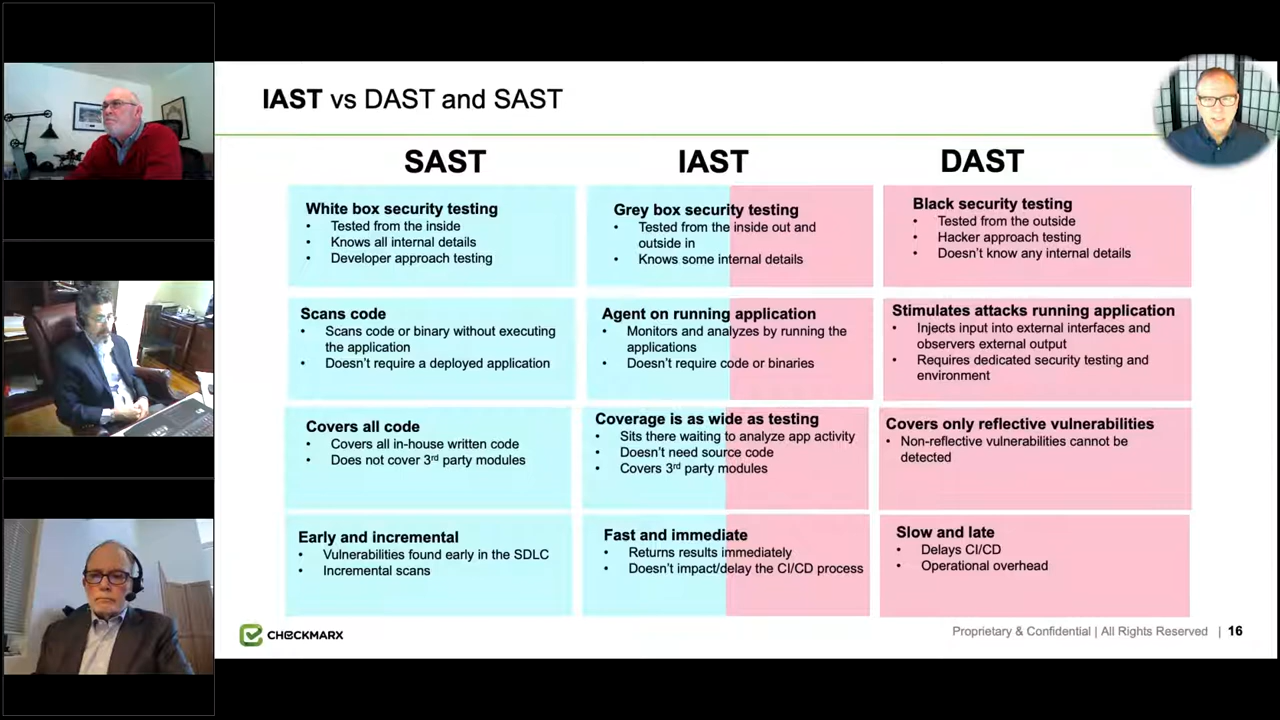 IAST vs DAST and SAST
SAST
White box security testing
• Tested from the inside
• Knows all internal details
• Developer approach testing
Scans code
• Scans code or binary without executing
the application
• Doesn't require a deployed application
Covers all code
• Covers all in-house written code
• Does not cover 3rd party modules
Early and incremental
• Vulnerabilities found early in the SDLC
• Incremental scans
IAST
Grey box security testing
• Tested from the inside out and
outside in
• Knows some internal details
Agent on running application
• Monitors and analyzes by running the
applications
• Doesn't require code or binaries
Coverage is as wide as testing
• Sits there waiting to analyze app activity
• Doesn't need source code
• Covers 3rd party modules
Fast and immediate
• Returns results immediately
• Doesn't impact/delay the CI/CD process
DAST
Black security testing
• Tested from the outside
• Hacker approach testing
• Doesn't know any internal details
Stimulates attacks running application
• Injects input into external interfaces and
observers external output
• Requires dedicated security testing and
environment
Covers only reflective vulnerabilities
• Non-reflective vulnerabilities cannot be
detected
Slow and late
• Delays CI/CD
• Operational overhead
CHECKMARX
Proprietary & Confidential | All Rights Reserved | 16